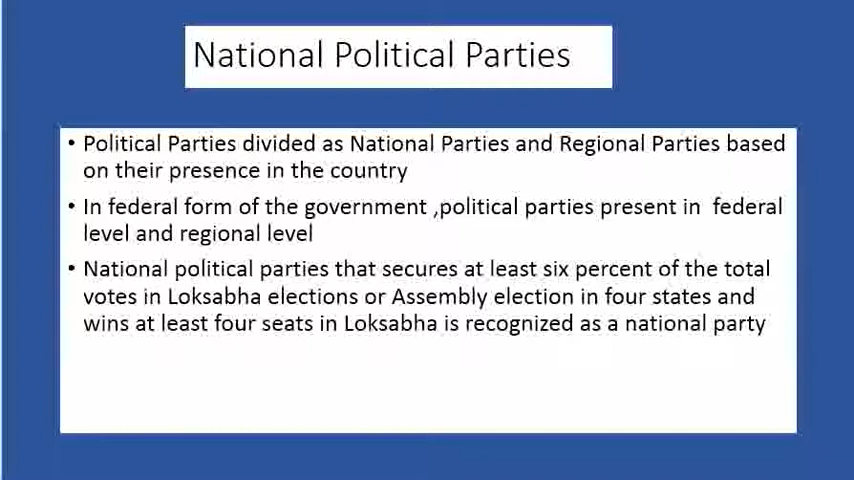 National Political Parties
• Political Parties divided as National Parties and Regional Parties based
on their presence in the country
• In federal form of the government ,political parties present in federal
level and regional level
• National political parties that secures at least six percent of the total
votes in Loksabha elections or Assembly election in four states and
wins at least four seats in Loksabha is recognized as a national party